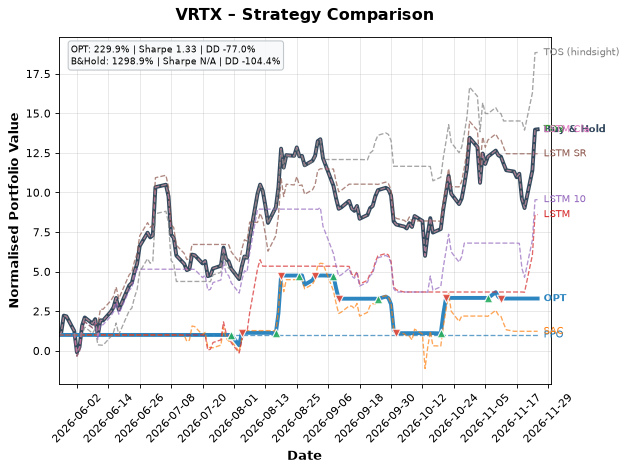 VRTX – Strategy Comparison
OPT: 229.9% | Sharpe 1.33 | DD -77.0%
B&Hold: 1298.9% | Sharpe N/A | DD -104.4%
TOS (hindsight)
Buy & Hold
LSTM SR
LSTM 10
LSTM
OPT
PPO
Normalised Portfolio Value
17.5
15.0
12.5
10.0
7.5
5.0
2.5
0.0
2026-06-02
2026-06-14
2026-06-26
2026-07-08
2026-07-20
2026-08-01
2026-08-13
2026-08-25
2026-09-06
2026-09-18
2026-09-30
2026-10-12
2026-10-24
2026-11-05
2026-11-17
2026-11-29
Date